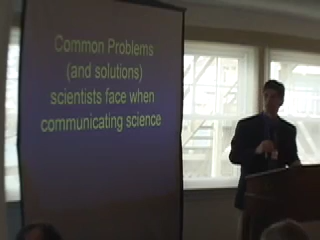 Common Problems
(and solutions)
scientists face when
communicating science